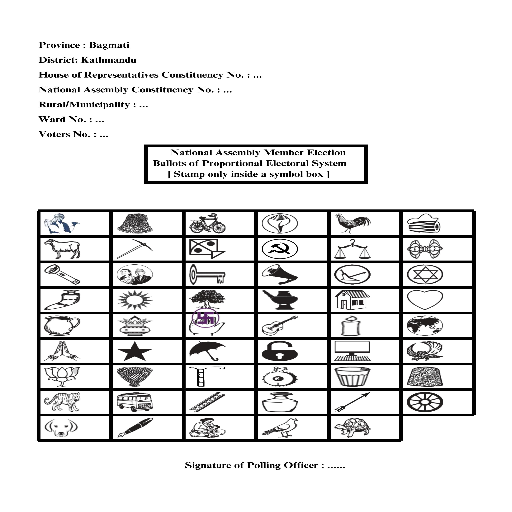 Province : Bagmati
District: Kathmandu
House of Representatives Constituency No. : ...
National Assembly Constituency No. : ...
Rural/Municipality : ...
Ward No. : ...
Voters No. : ...
National Assembly Member Election
Ballots of Proportional Electoral System
[ Stamp only inside a symbol box ]
Signature of Polling Officer : ......